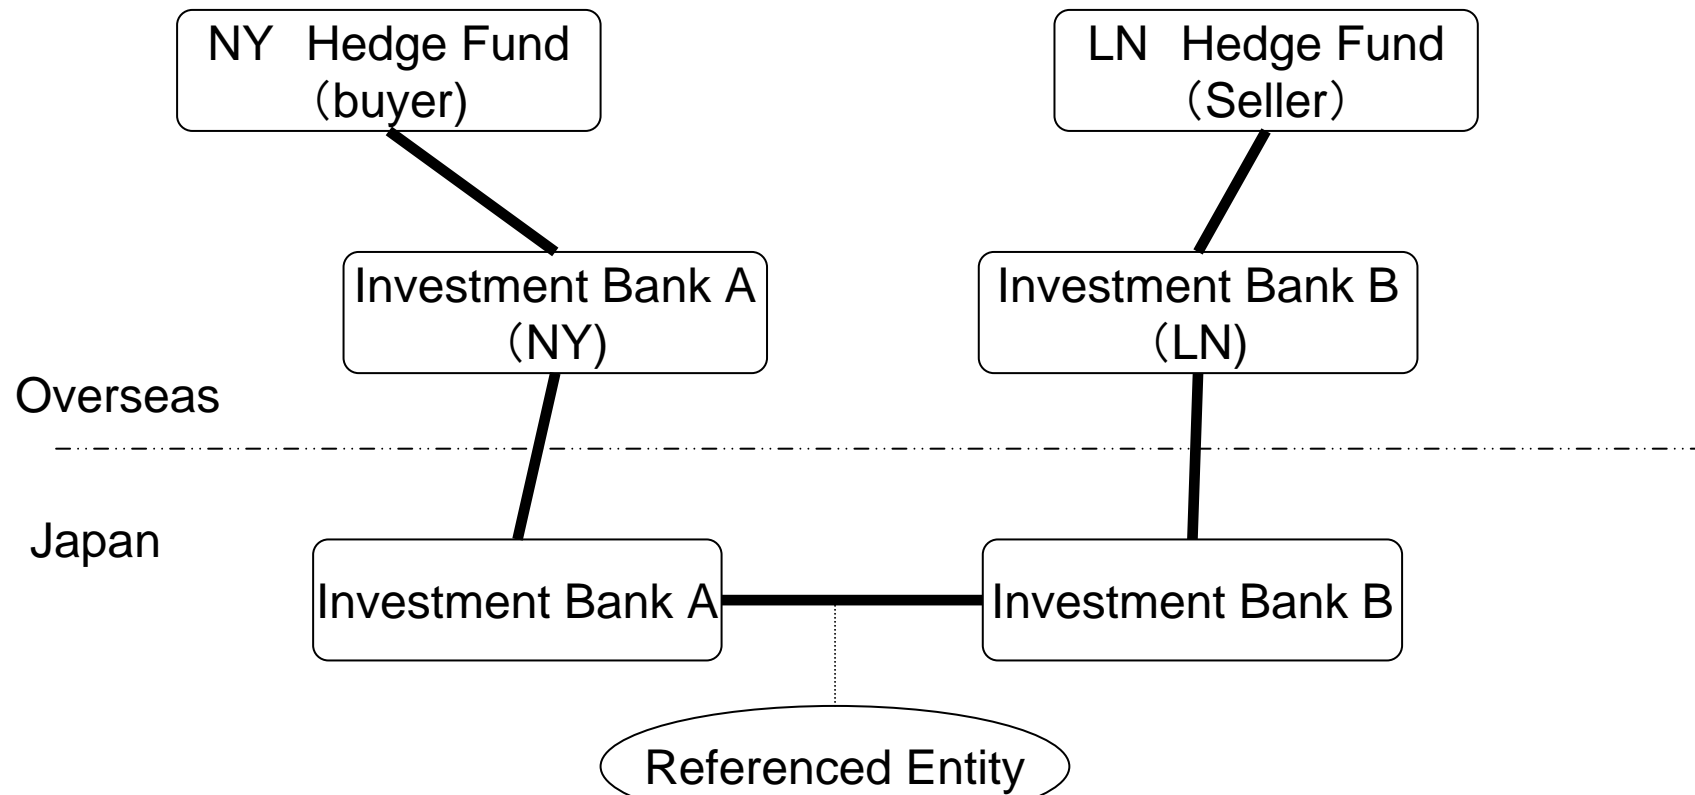 NY Hedge Fund
（buyer)
LN Hedge Fund
（Seller）
Investment Bank A
（NY)
Investment Bank B
（LN)
Overseas
Japan
Investment Bank A
Investment Bank B
Referenced Entity